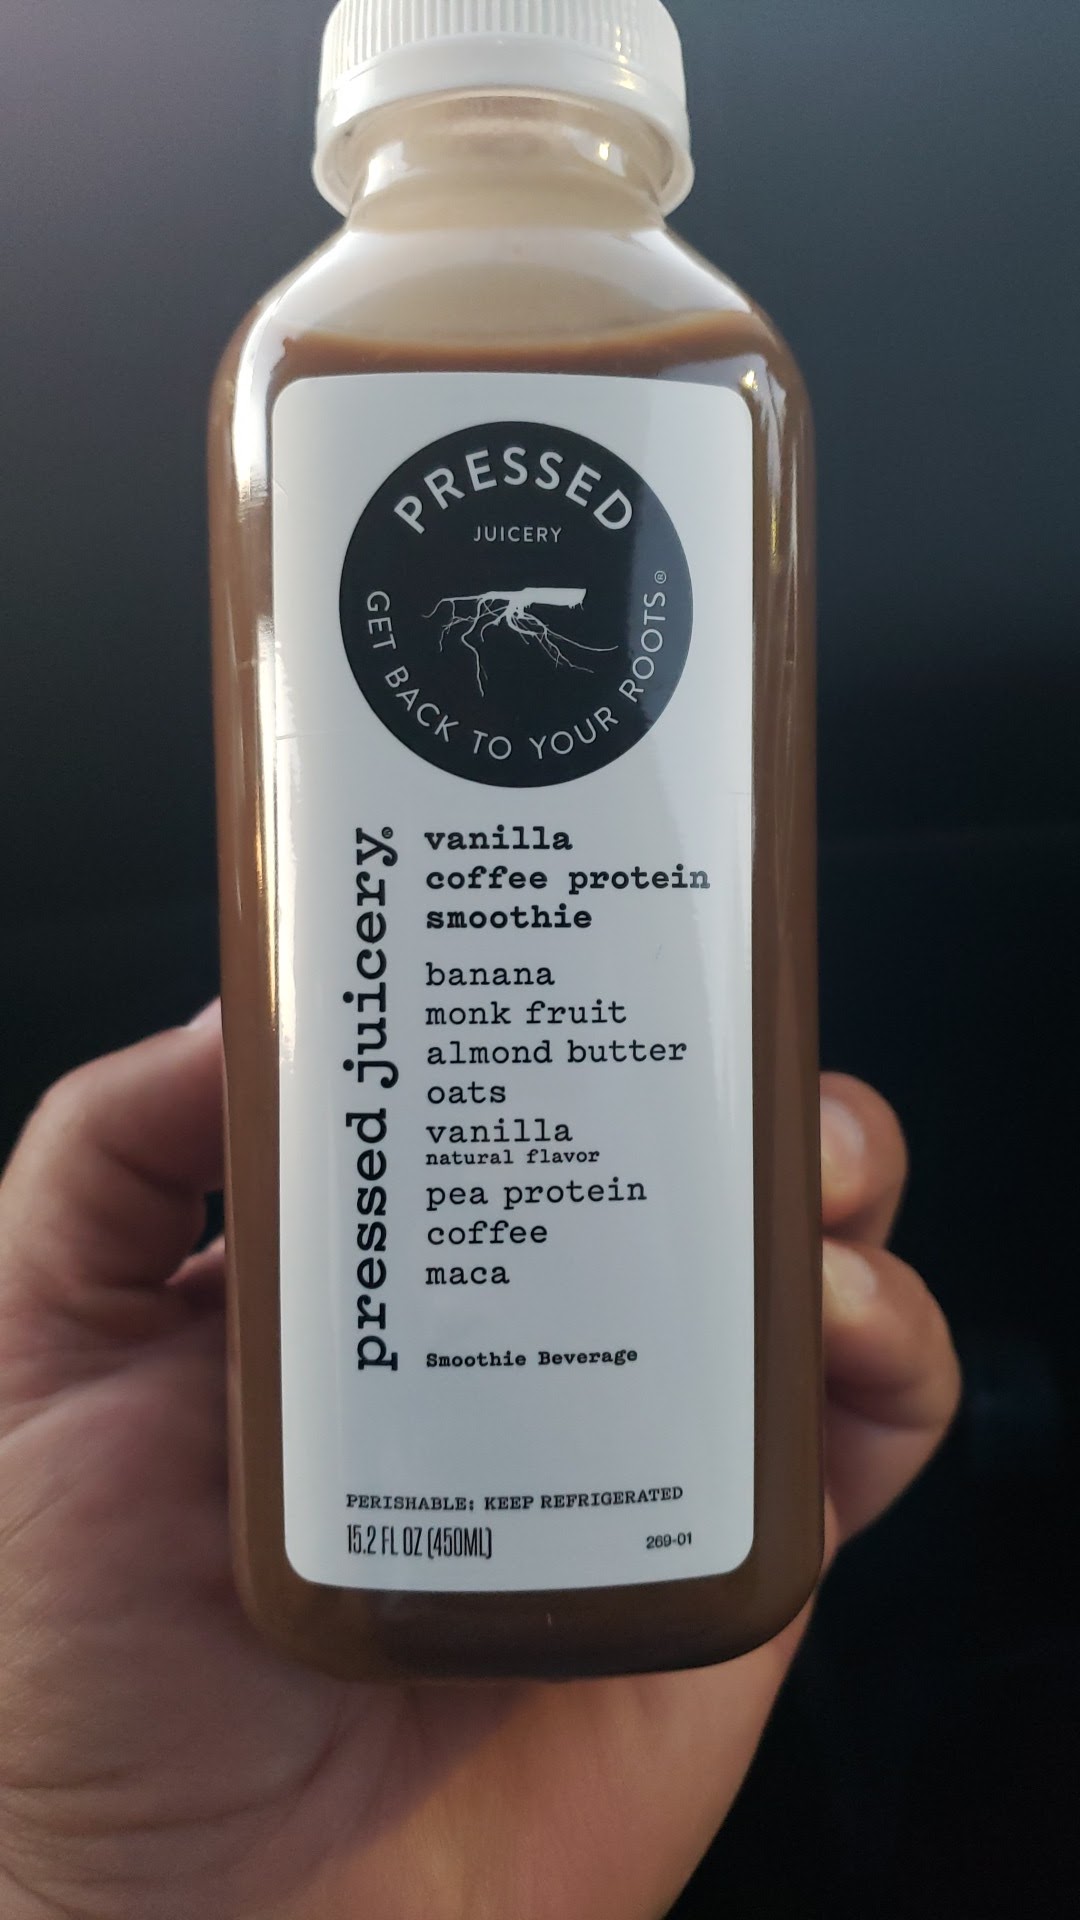 PRESSED
JUICERY
GET BACK TO YOUR ROOTS®
pressed juicery®
vanilla
coffee protein
smoothie
banana
monk fruit
almond butter
oats
vanilla
natural flavor
pea protein
coffee
maca
Smoothie Beverage
PERISHABLE: KEEP REFRIGERATED
15.2 FL OZ (450ML)
269-01